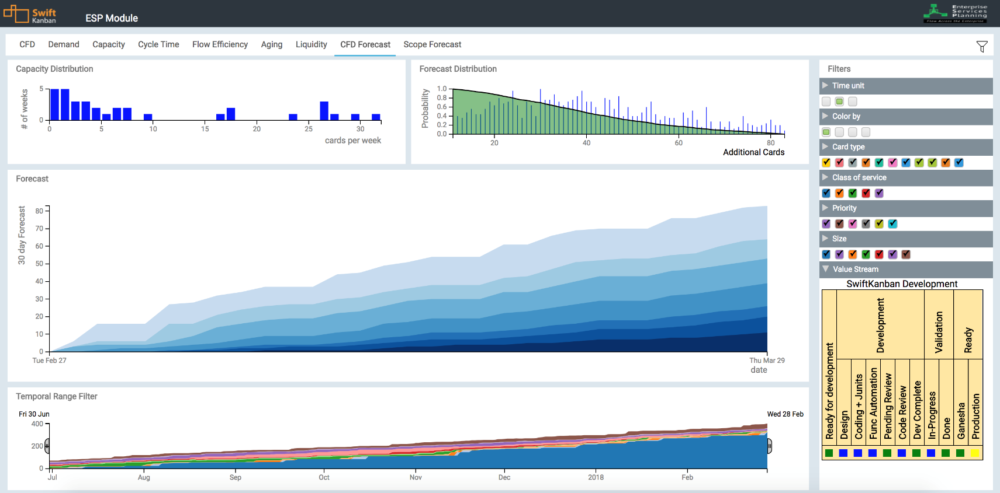 Swift
Kanban
ESP Module
Enterprise
Services
Planning
Flow Across the Enterprise
CFD Demand Capacity Cycle Time Flow Efficiency Aging Liquidity CFD Forecast Scope Forecast
Capacity Distribution
# of weeks
5
0
0 5 10 15 20 25 30
cards per week
Forecast Distribution
Probability
1.0
0.8
0.6
0.4
0.2
0.0
20 40 60 80
Additional Cards
Forecast
30 day Forecast
80
70
60
50
40
30
20
10
0
Tue Feb 27 Thu Mar 29
date
Temporal Range Filter
Fri 30 Jun Wed 28 Feb
400
200
0
Jul Aug Sep Oct Nov Dec 2018 Feb
Filters
Time unit
Color by
Card type
Class of service
Priority
Size
Value Stream
SwiftKanban Development
Development
Validation
Ready
Ready for development
Design
Coding + Junits
Func Automation
Pending Review
Code Review
Dev Complete
In-Progress
Done
Ganesha
Production